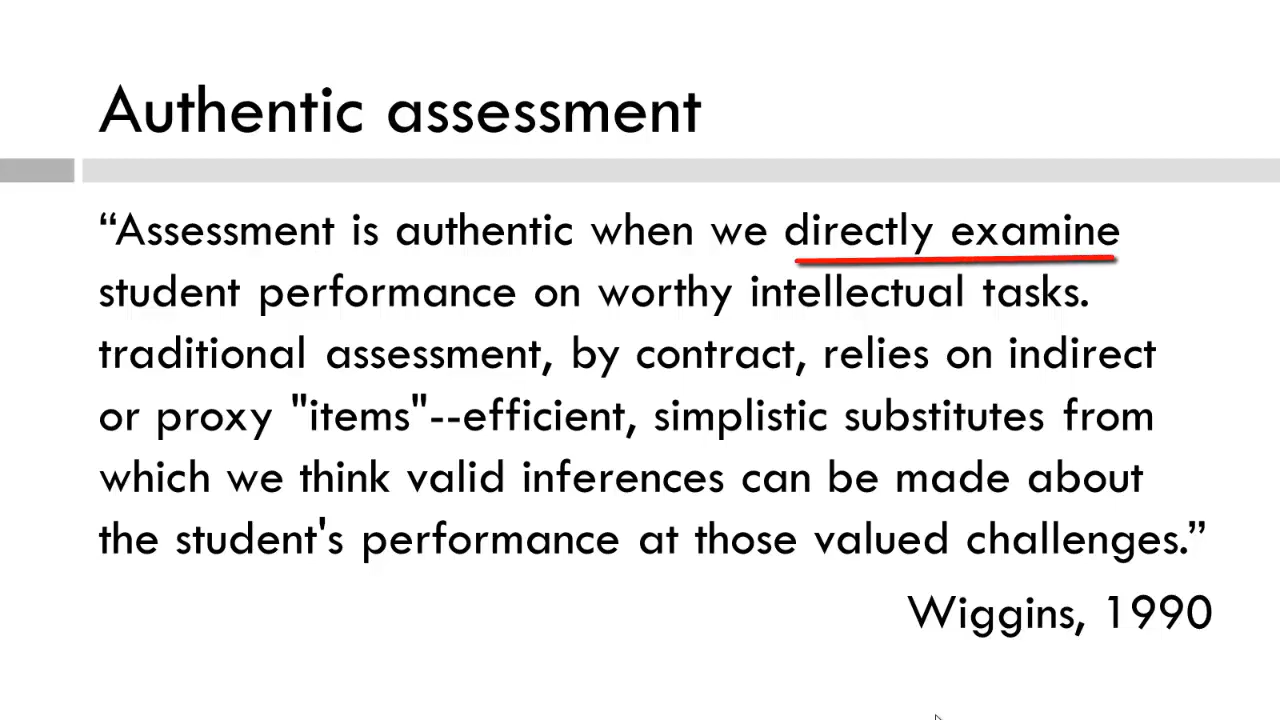 Authentic assessment
“Assessment is authentic when we directly examine
student performance on worthy intellectual tasks.
traditional assessment, by contract, relies on indirect
or proxy "items"--efficient, simplistic substitutes from
which we think valid inferences can be made about
the student's performance at those valued challenges.”
Wiggins, 1990